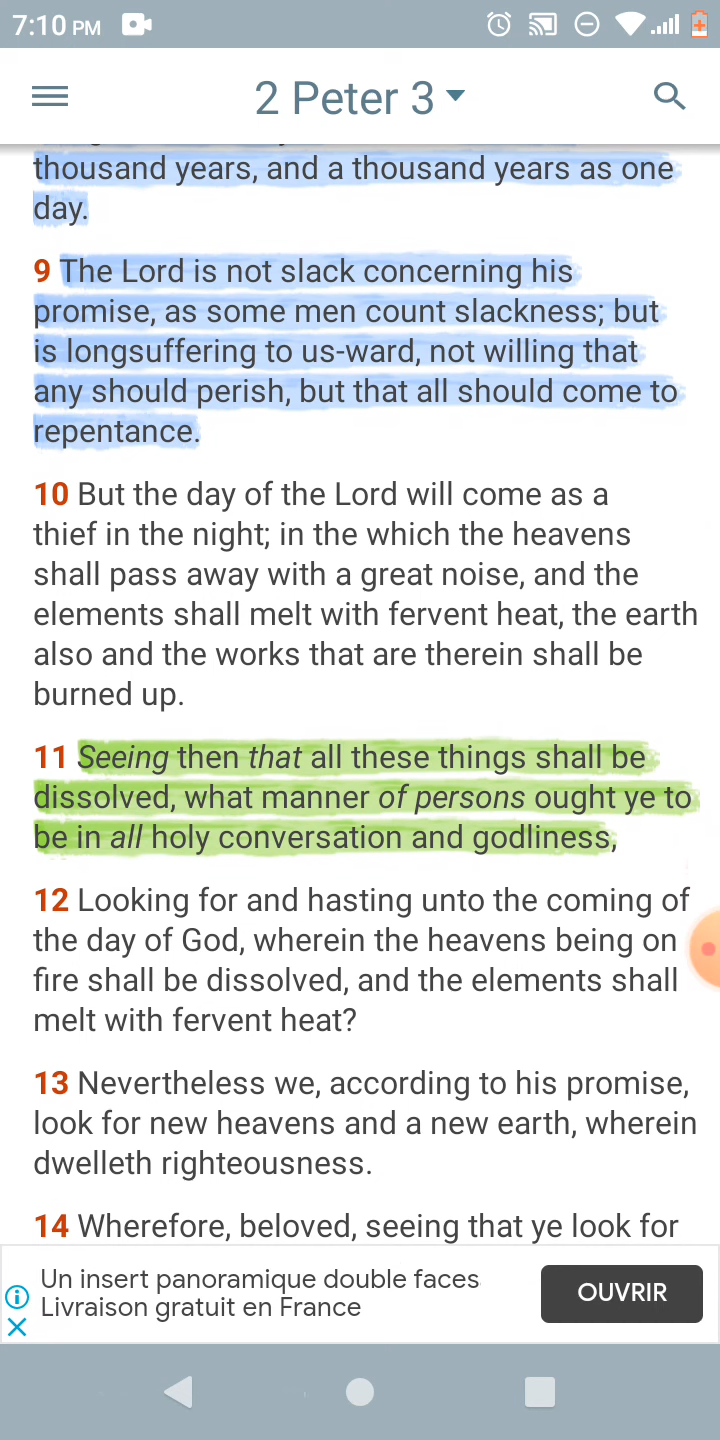 7:10 PM
2 Peter 3
thousand years, and a thousand years as one
day.
9 The Lord is not slack concerning his
promise, as some men count slackness; but
is longsuffering to us-ward, not willing that
any should perish, but that all should come to
repentance.
10 But the day of the Lord will come as a
thief in the night; in the which the heavens
shall pass away with a great noise, and the
elements shall melt with fervent heat, the earth
also and the works that are therein shall be
burned up.
11 Seeing then that all these things shall be
dissolved, what manner of persons ought ye to
be in all holy conversation and godliness,
12 Looking for and hasting unto the coming of
the day of God, wherein the heavens being on
fire shall be dissolved, and the elements shall
melt with fervent heat?
13 Nevertheless we, according to his promise,
look for new heavens and a new earth, wherein
dwelleth righteousness.
14 Wherefore, beloved, seeing that ye look for
Un insert panoramique double faces
Livraison gratuit en France
OUVRIR